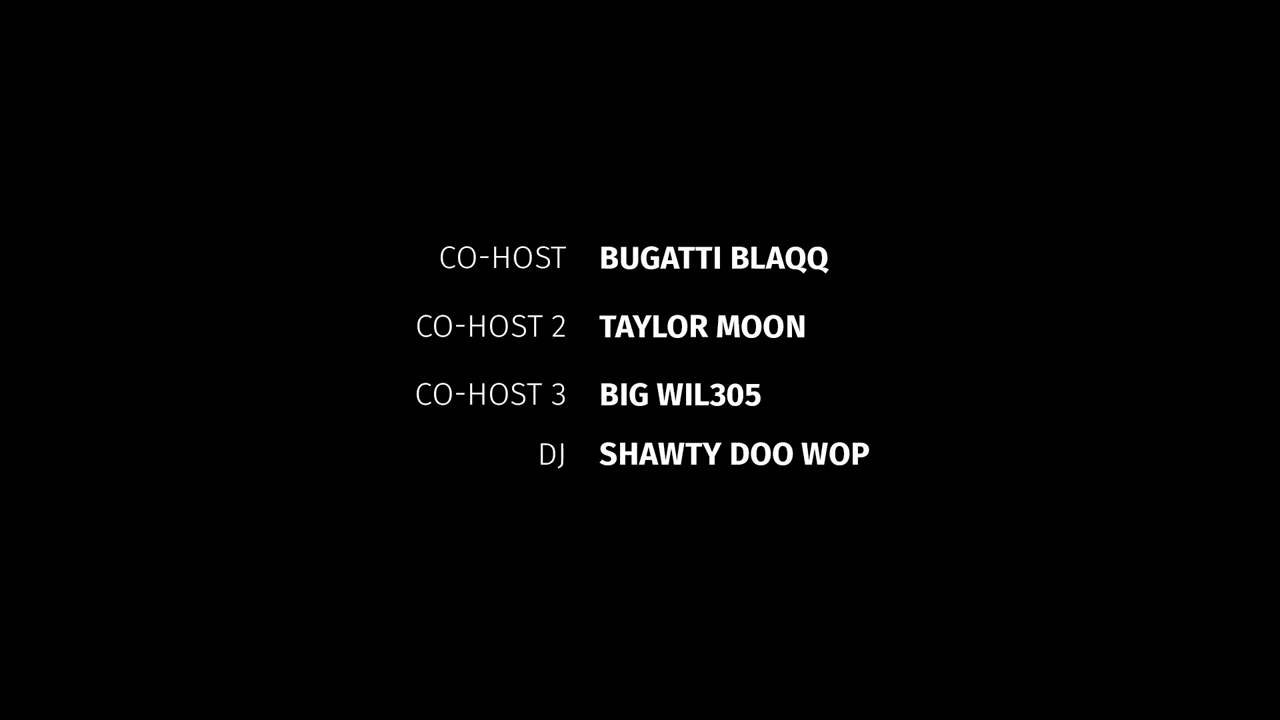 CO-HOST BUGATTI BLAQQ
CO-HOST 2 TAYLOR MOON
CO-HOST 3 BIG WIL305
DJ SHAWTY DOO WOP